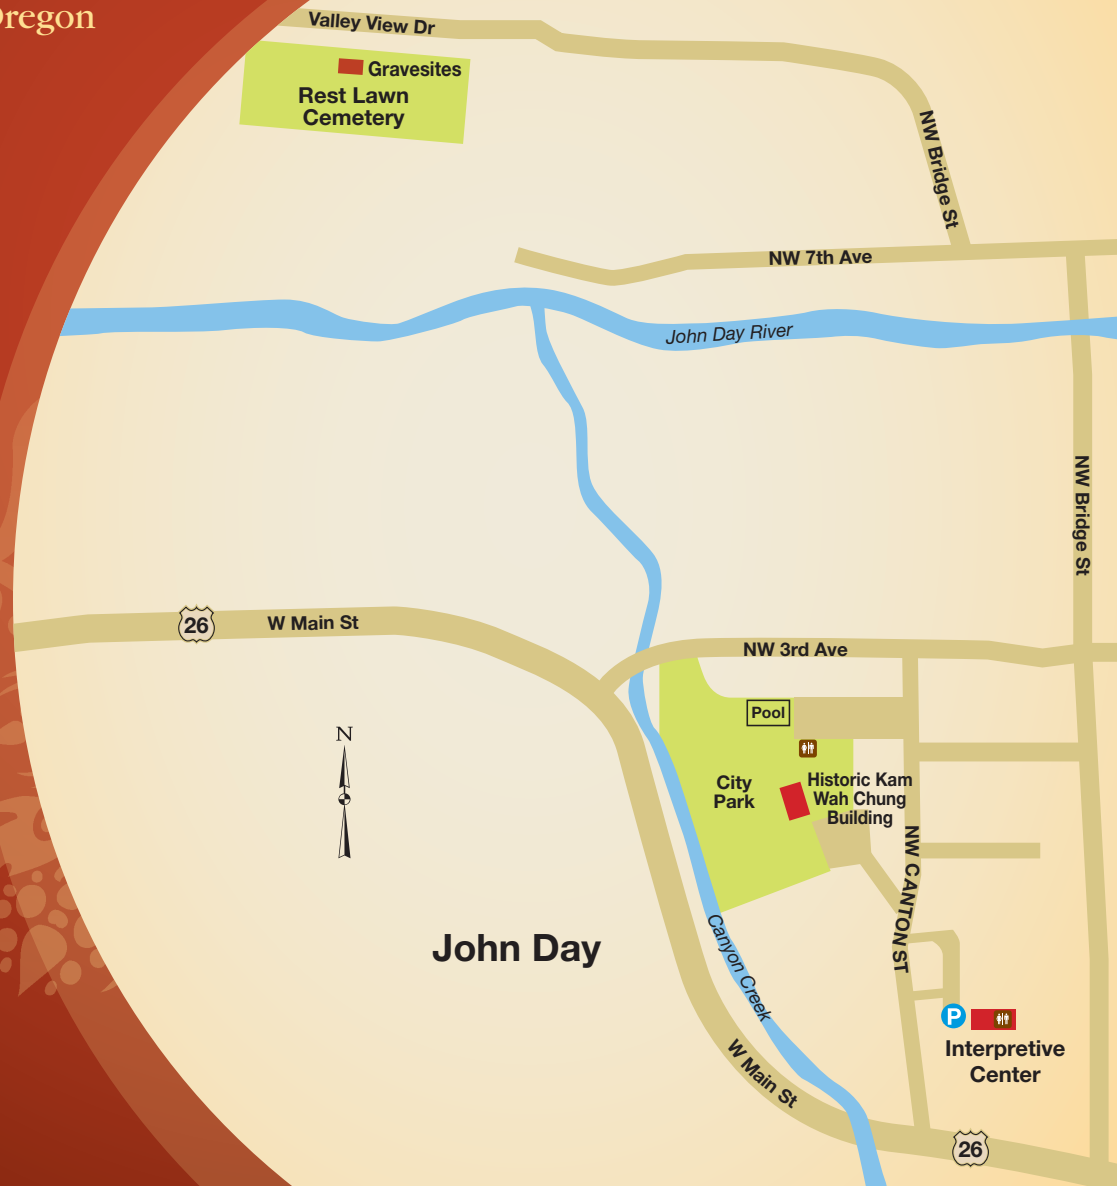 Oregon
Valley View Dr
Gravesites
Rest Lawn
Cemetery
NW Bridge St
NW 7th Ave
John Day River
NW Bridge St
26
W Main St
NW 3rd Ave
N
Pool
City
Park
Historic Kam
Wah Chung
Building
NW CANTON ST
John Day
Canyon Creek
P
Interpretive
Center
W Main St
26